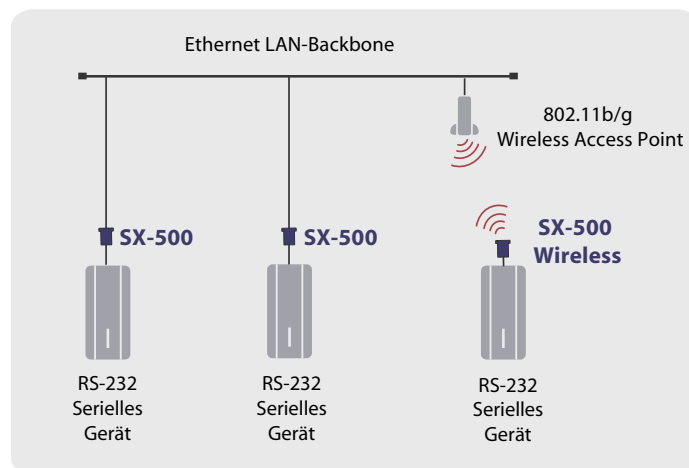 Ethernet LAN-Backbone
802.11b/g
Wireless Access Point
SX-500
SX-500
SX-500
Wireless
RS-232
Serielles
Gerät
RS-232
Serielles
Gerät
RS-232
Serielles
Gerät